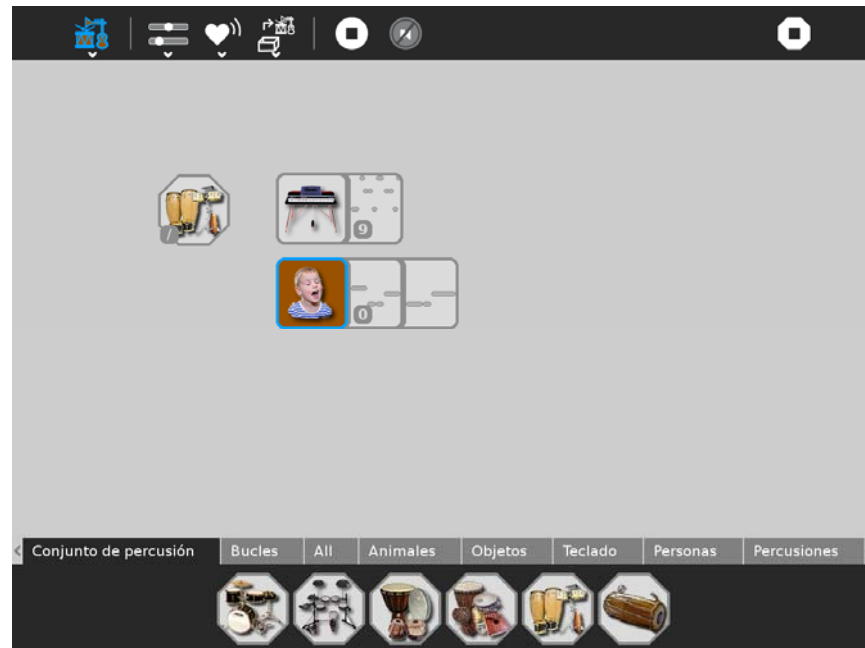 /
9
0
Conjunto de percusión Bucles All Animales Objetos Teclado Personas Percusiones